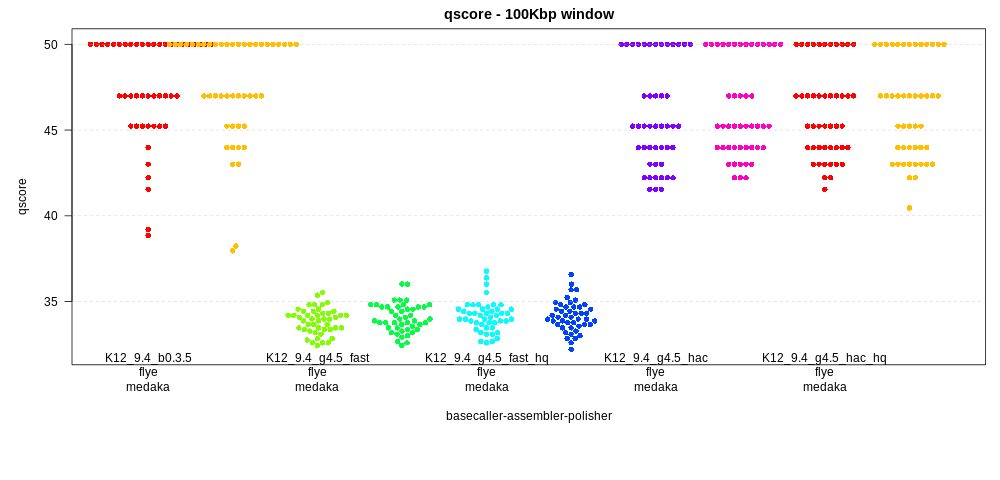 qscore - 100Kbp window
50
45
40
35
qscore
K12_9.4_b0.3.5 K12_9.4_g4.5_fast K12_9.4_g4.5_fast_hq K12_9.4_g4.5_hac K12_9.4_g4.5_hac_hq
flye flye flye flye flye
medaka medaka medaka medaka medaka
basecaller-assembler-polisher